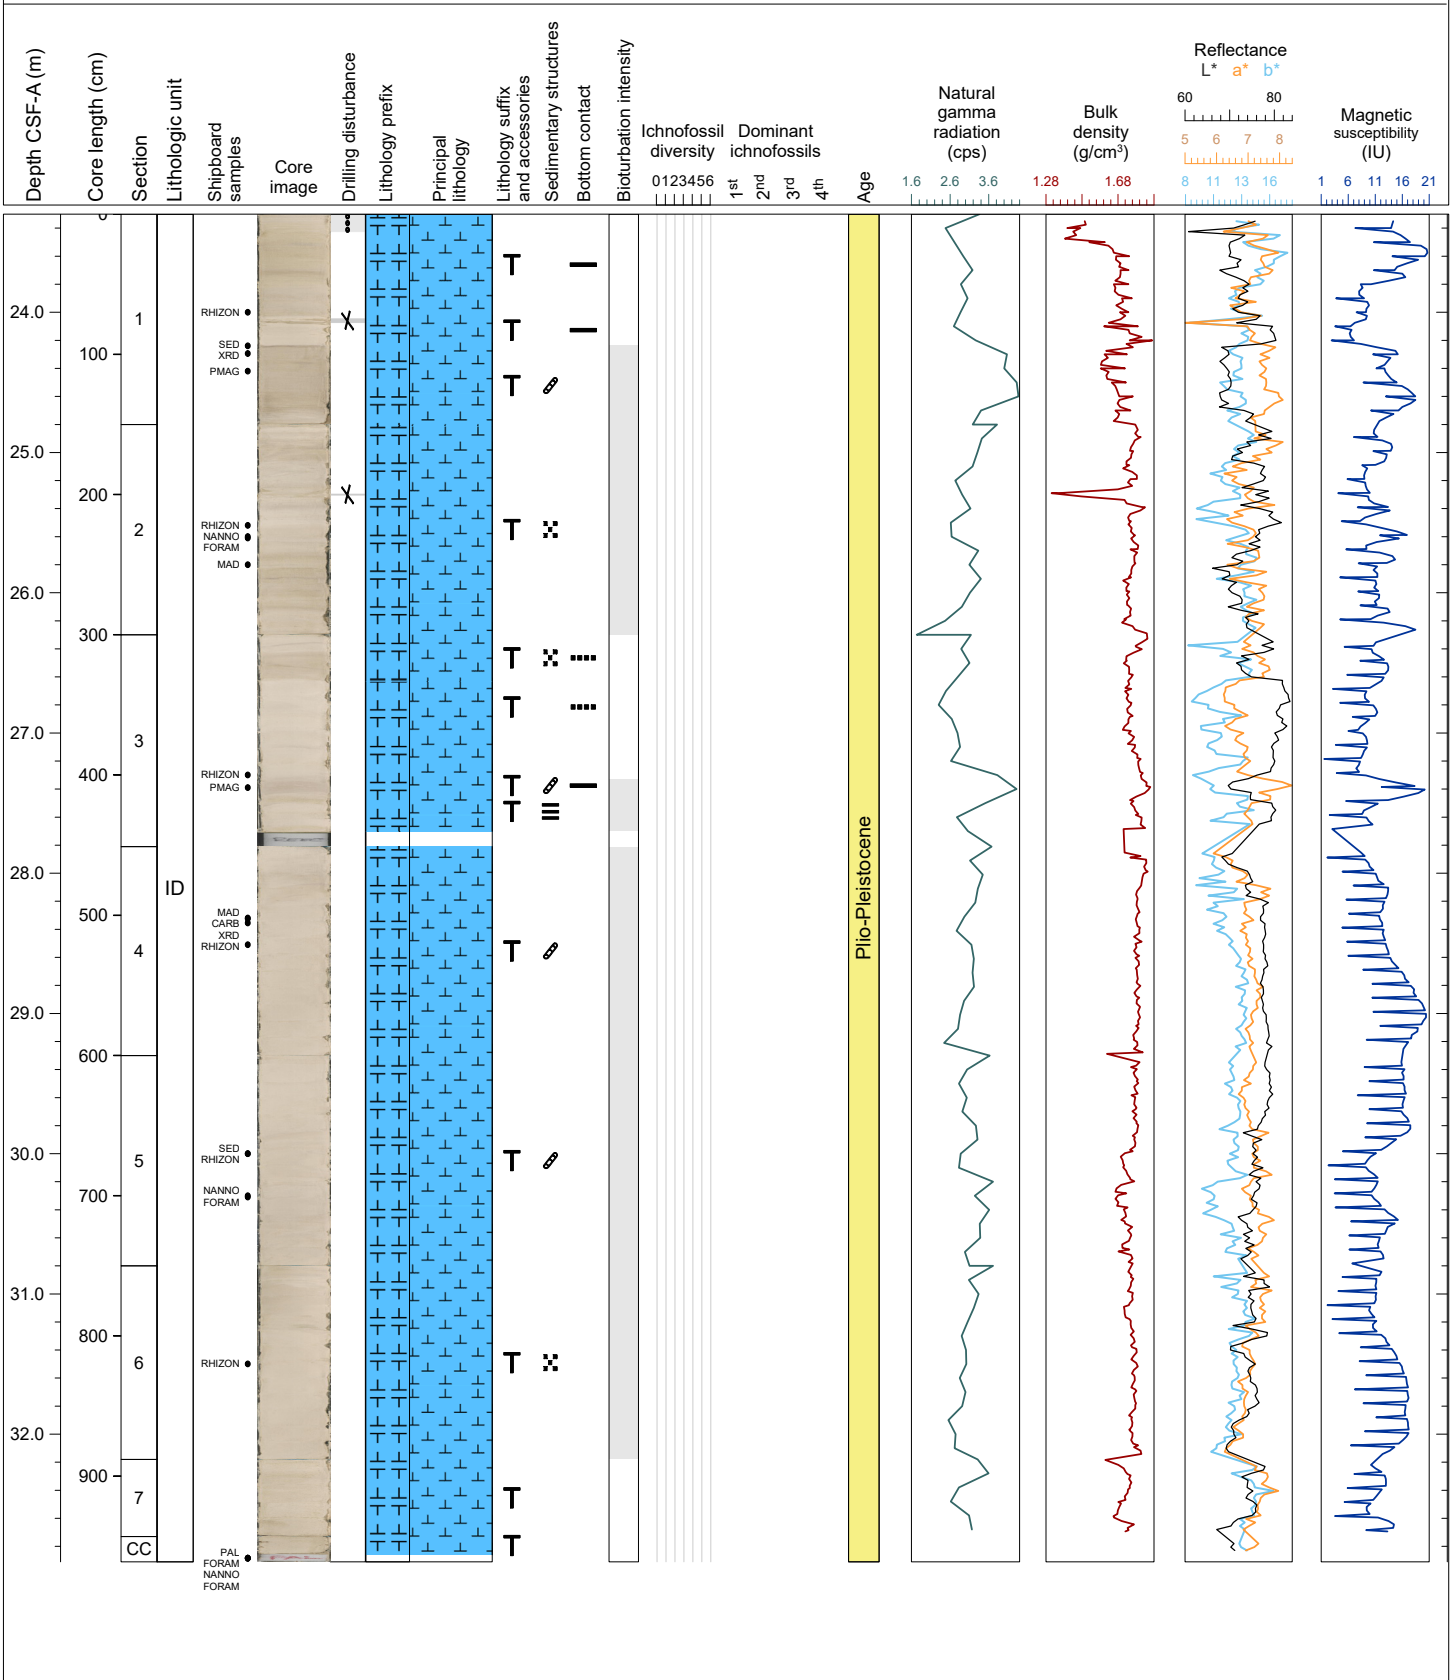 Depth CSF-A (m)
Core length (cm)
Section
Lithologic unit
Shipboard
samples
Core
image
Drilling disturbance
Lithology prefix
Principal
lithology
Lithology suffix
and accessories
Sedimentary structures
Bottom contact
Bioturbation intensity
Ichnofossil
diversity
0123456
Dominant
ichnofossils
1st
2nd
3rd
4th
Age
Natural
gamma
radiation
(cps)
1.6 2.6 3.6
Bulk
density
(g/cm³)
1.28 1.68
Reflectance
L* a* b*
60 80
5 6 7 8
8 11 13 16
Magnetic
susceptibility
(IU)
1 6 11 16 21
24.0
25.0
26.0
27.0
28.0
29.0
30.0
31.0
32.0
0
100
200
300
400
500
600
700
800
900
1
2
3
4
5
6
7
CC
ID
RHIZON
SED
XRD
PMAG
RHIZON
NANNO
FORAM
MAD
RHIZON
PMAG
MAD
CARB
XRD
RHIZON
SED
RHIZON
NANNO
FORAM
RHIZON
PAL
FORAM
NANNO
FORAM
Plio-Pleistocene